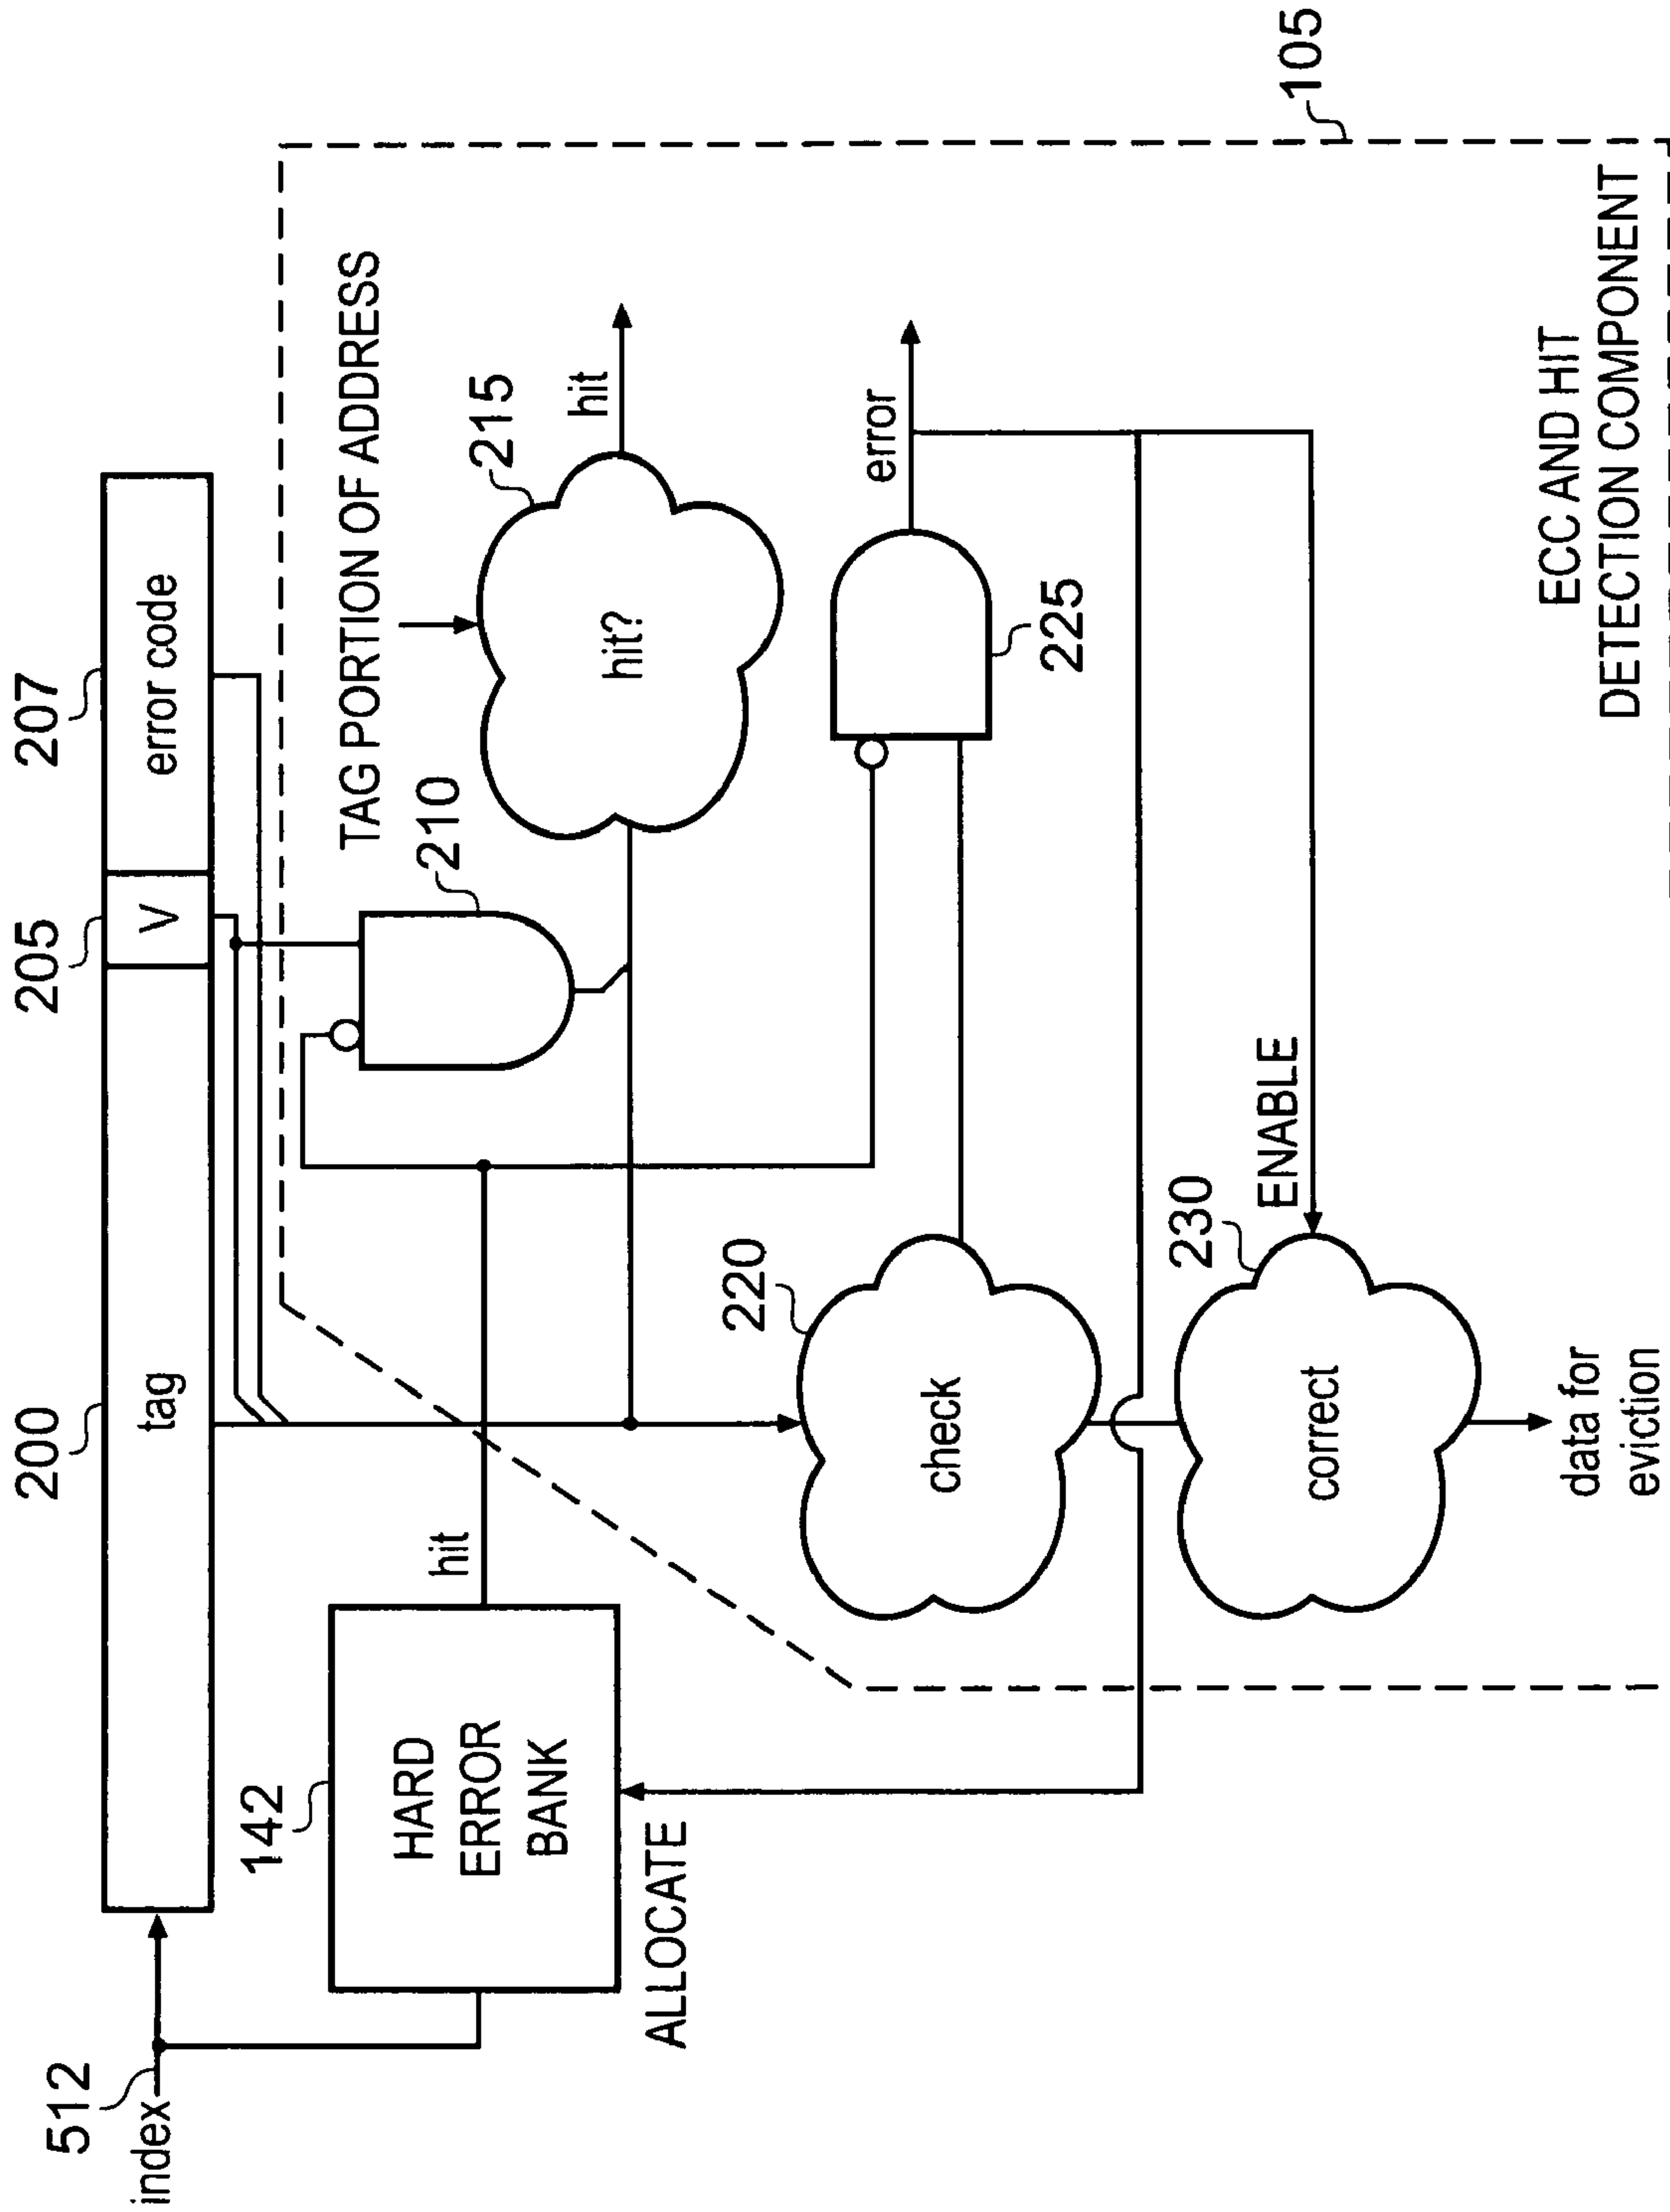 512
index
200
tag
205
V
207
error code
142
HARD
ERROR
BANK
ALLOCATE
hit
210
TAG PORTION OF ADDRESS
215
hit?
hit
220
check
225
error
230
correct
ENABLE
data for
eviction
ECC AND HIT
DETECTION COMPONENT
105